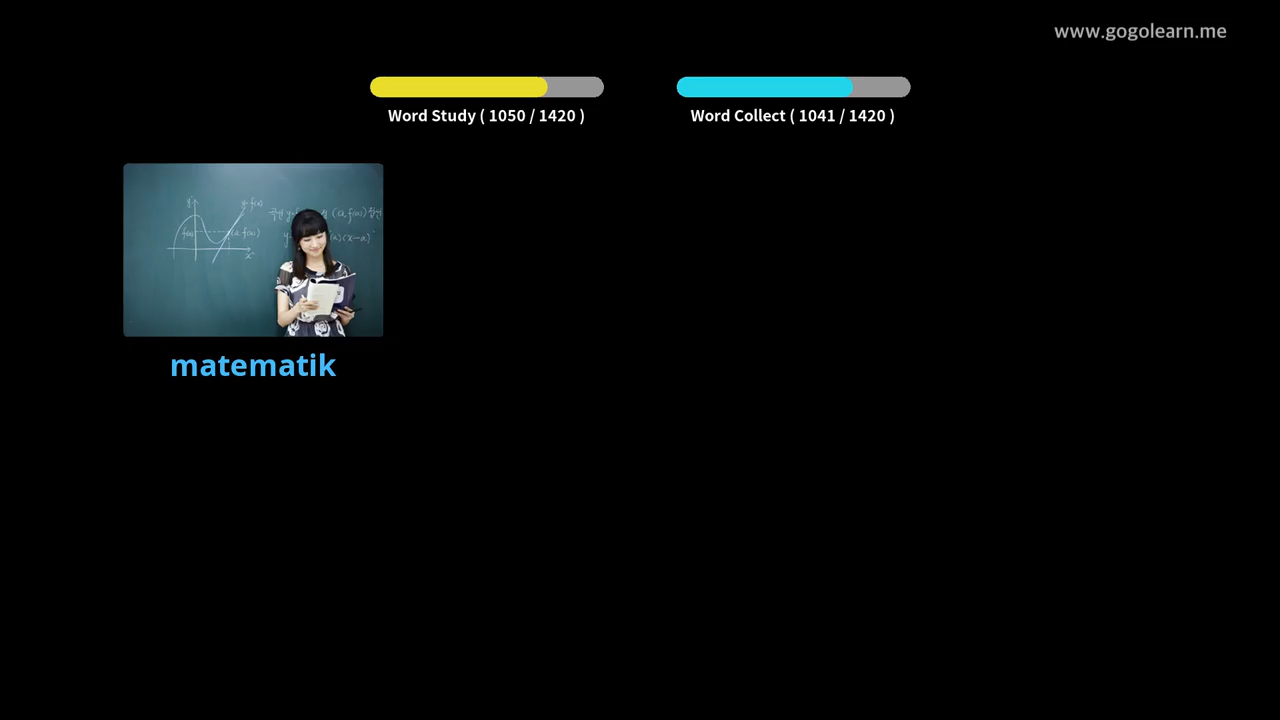 www.gogolearn.me
Word Study ( 1050 / 1420 )
Word Collect ( 1041 / 1420 )
y=f(x)
(a, f(a))
f(a)
x
matematik